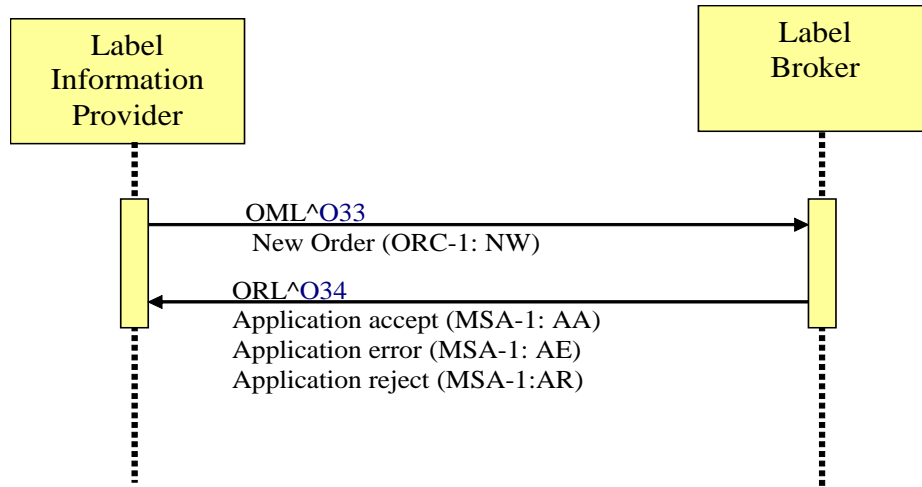 Label
Information
Provider
Label
Broker
OML^O33
New Order (ORC-1: NW)
ORL^O34
Application accept (MSA-1: AA)
Application error (MSA-1: AE)
Application reject (MSA-1:AR)